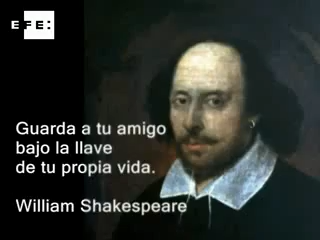 EFE:
Guarda a tu amigo
bajo la llave
de tu propia vida.
William Shakespeare